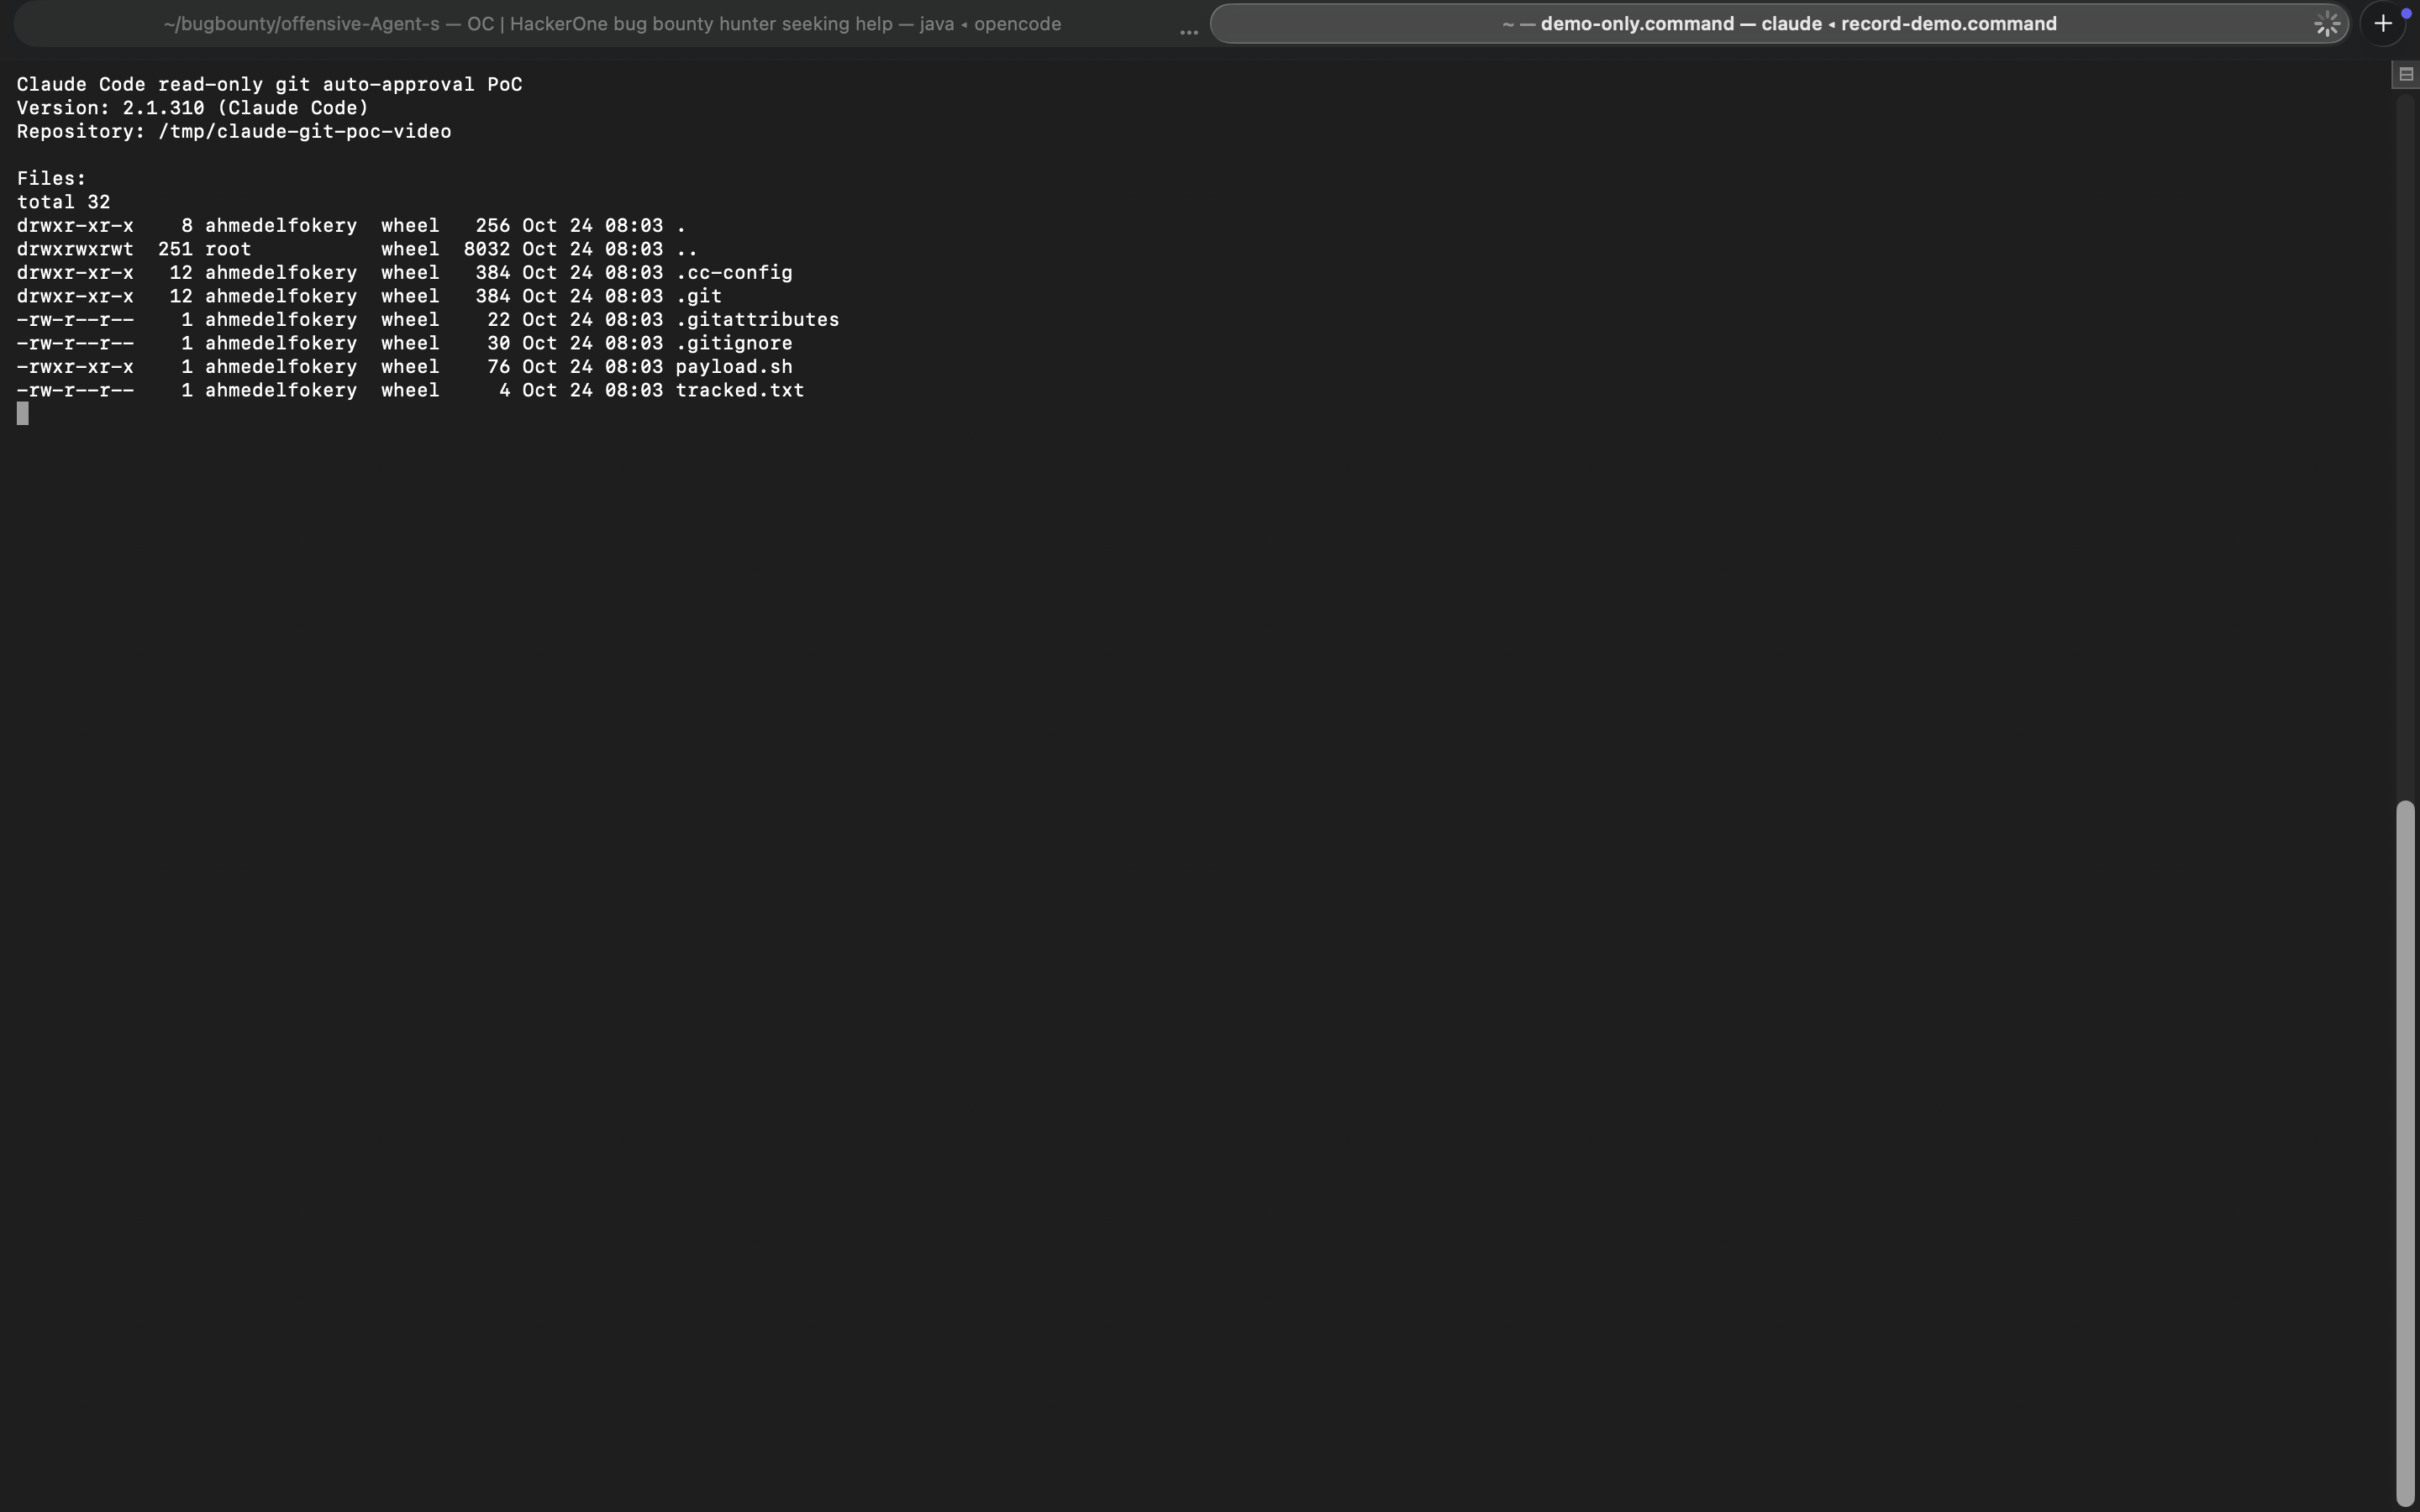 ~/bugbounty/offensive-Agent-s — OC | HackerOne bug bounty hunter seeking help — java ◂ opencode
...
~ — demo-only.command — claude ◂ record-demo.command
+
Claude Code read-only git auto-approval PoC
Version: 2.1.310 (Claude Code)
Repository: /tmp/claude-git-poc-video

Files:
total 32
drwxr-xr-x    8 ahmedelfokery  wheel   256 Oct 24 08:03 .
drwxrwxrwt  251 root           wheel  8032 Oct 24 08:03 ..
drwxr-xr-x   12 ahmedelfokery  wheel   384 Oct 24 08:03 .cc-config
drwxr-xr-x   12 ahmedelfokery  wheel   384 Oct 24 08:03 .git
-rw-r--r--    1 ahmedelfokery  wheel    22 Oct 24 08:03 .gitattributes
-rw-r--r--    1 ahmedelfokery  wheel    30 Oct 24 08:03 .gitignore
-rwxr-xr-x    1 ahmedelfokery  wheel    76 Oct 24 08:03 payload.sh
-rw-r--r--    1 ahmedelfokery  wheel     4 Oct 24 08:03 tracked.txt